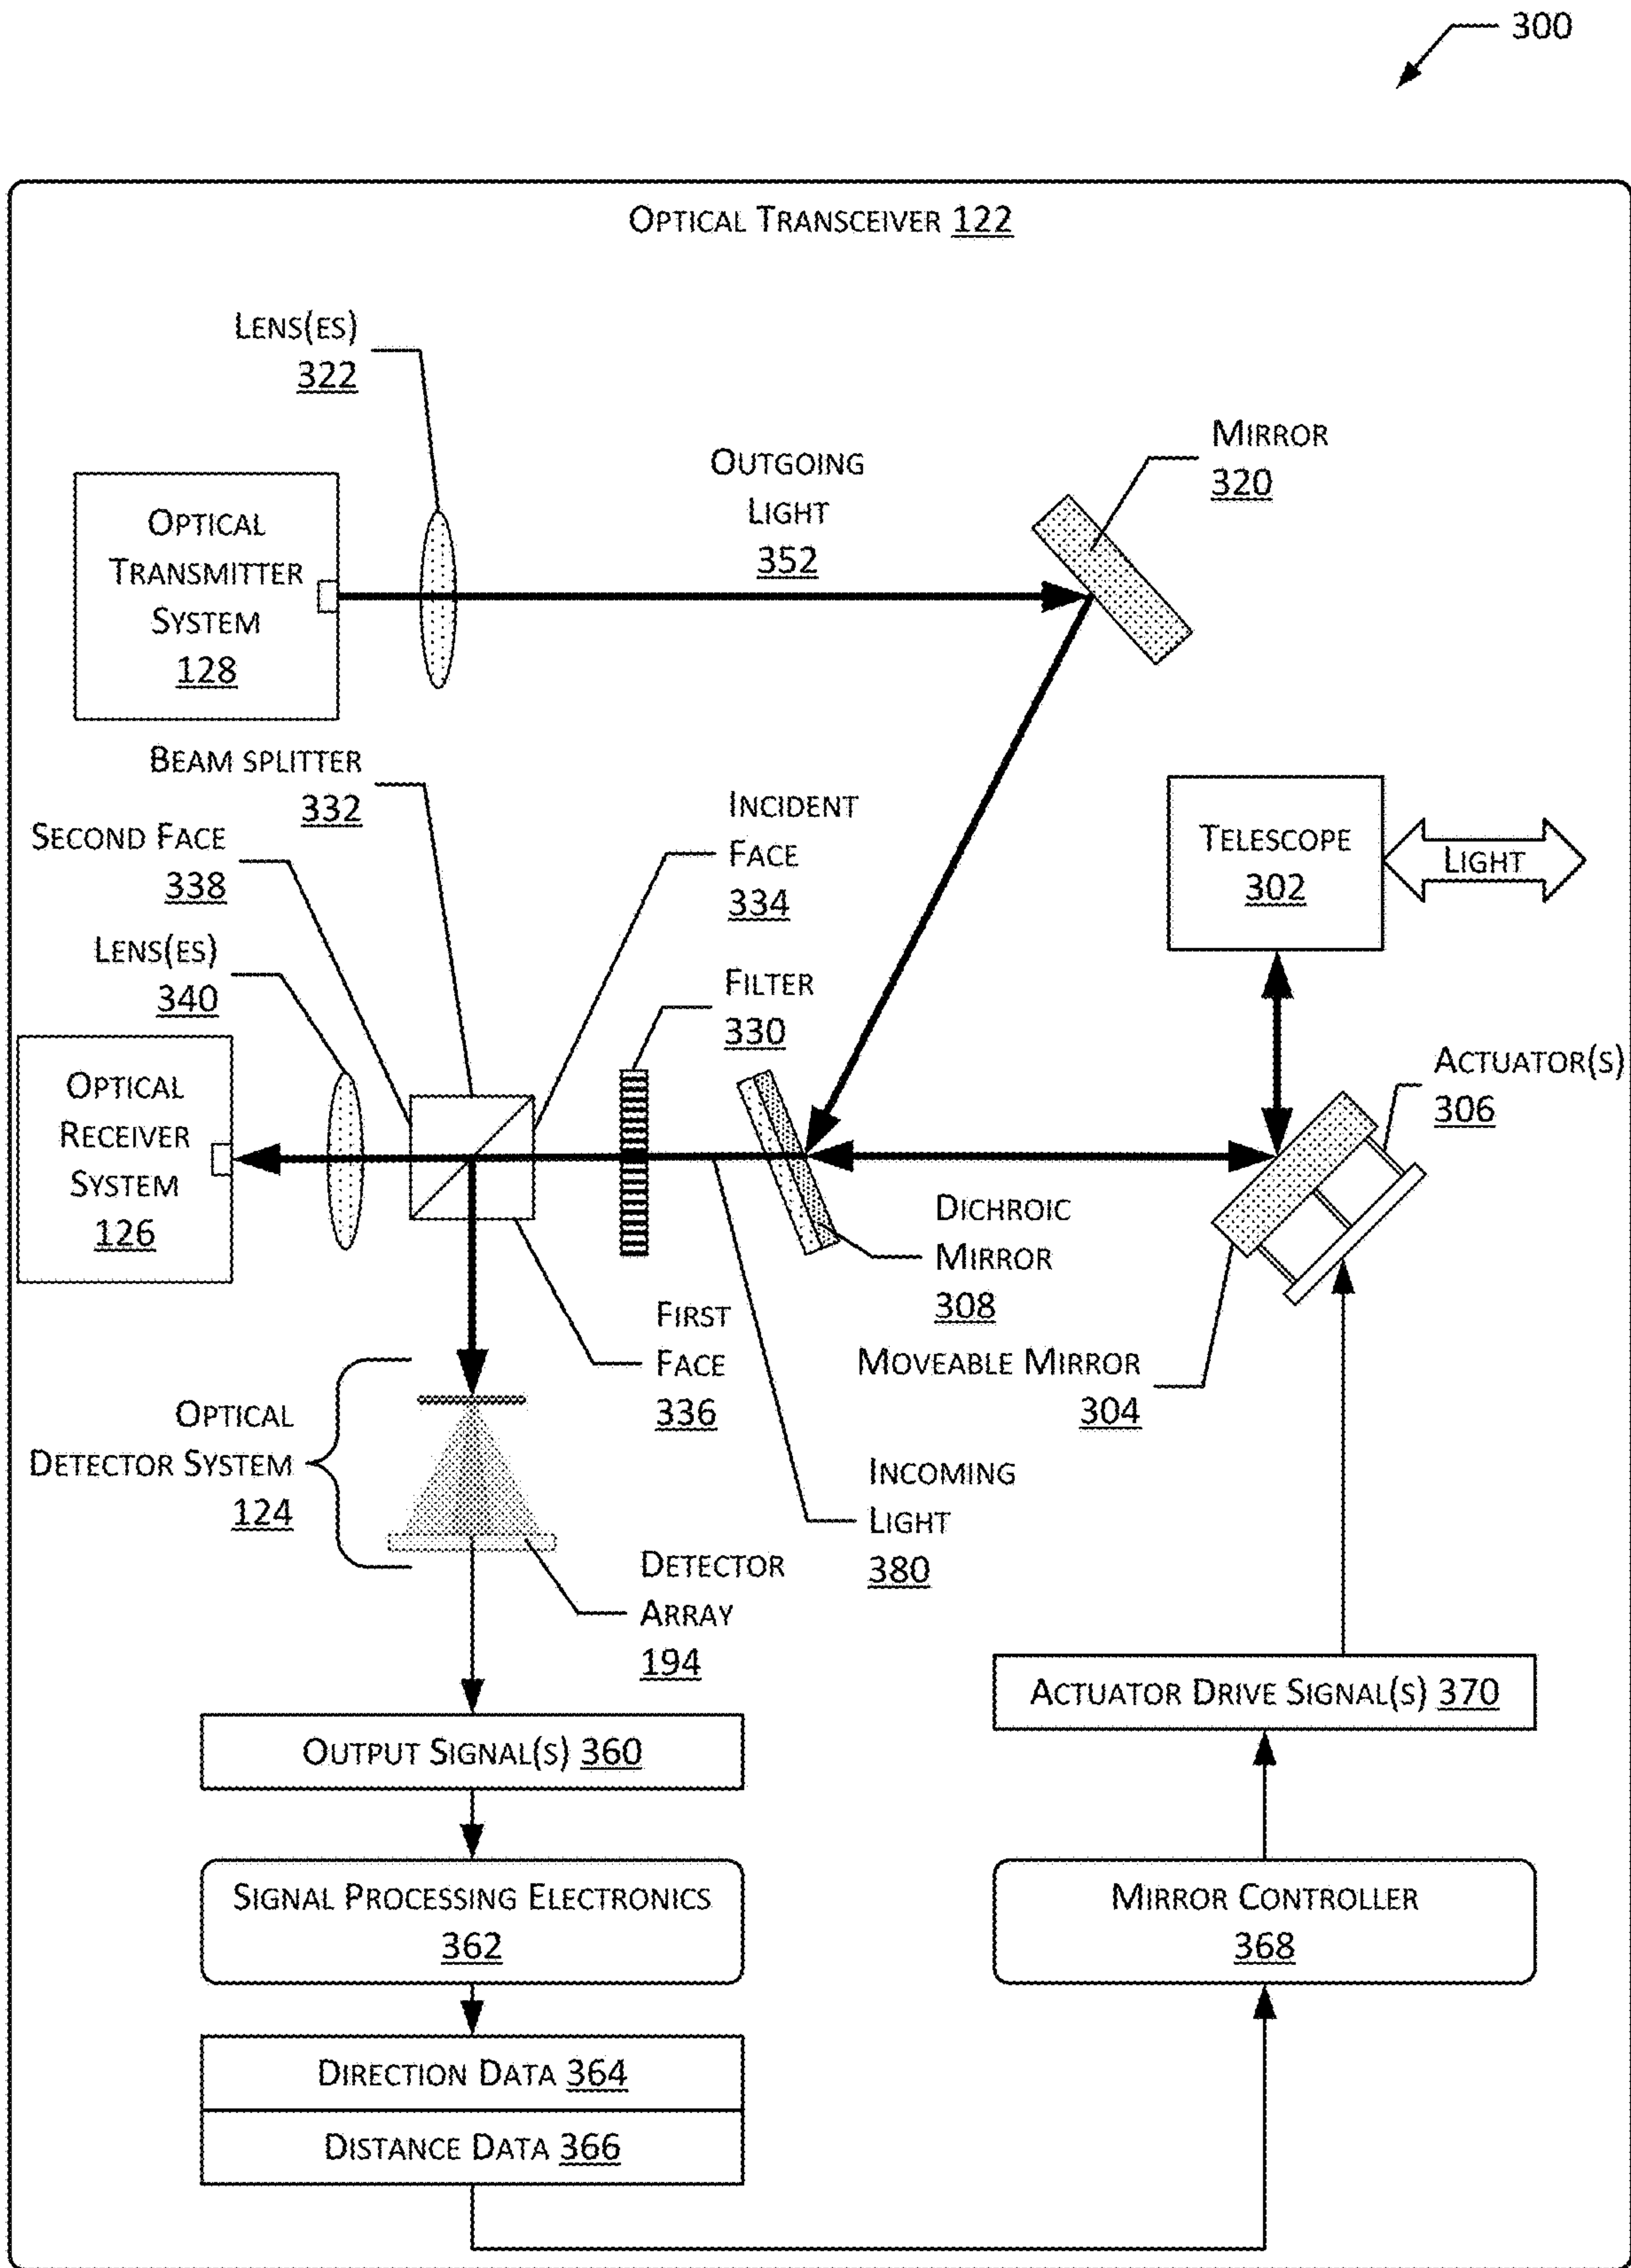 300
OPTICAL TRANSCEIVER 122
LENS(ES)
322
MIRROR
320
OUTGOING
LIGHT
352
OPTICAL
TRANSMITTER
SYSTEM
128
BEAM SPLITTER
332
INCIDENT
FACE
334
TELESCOPE
302
LIGHT
SECOND FACE
338
LENS(ES)
340
FILTER
330
ACTUATOR(S)
306
OPTICAL
RECEIVER
SYSTEM
126
DICHROIC
MIRROR
308
FIRST
FACE
336
MOVEABLE MIRROR
304
OPTICAL
DETECTOR SYSTEM
124
INCOMING
LIGHT
380
DETECTOR
ARRAY
194
ACTUATOR DRIVE SIGNAL(S) 370
OUTPUT SIGNAL(S) 360
SIGNAL PROCESSING ELECTRONICS
362
MIRROR CONTROLLER
368
DIRECTION DATA 364
DISTANCE DATA 366